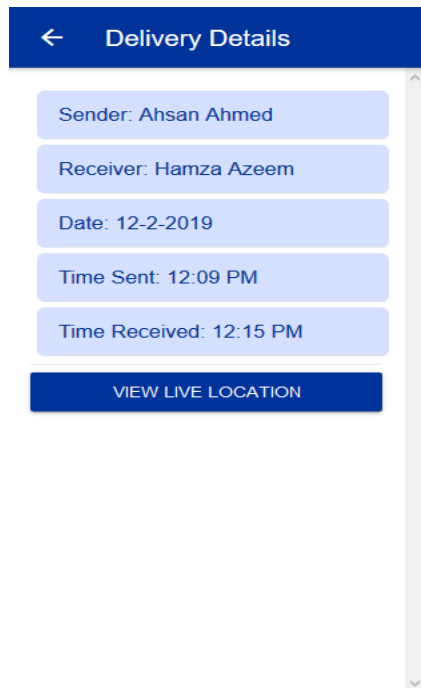 Delivery Details
Sender: Ahsan Ahmed
Receiver: Hamza Azeem
Date: 12-2-2019
Time Sent: 12:09 PM
Time Received: 12:15 PM
VIEW LIVE LOCATION